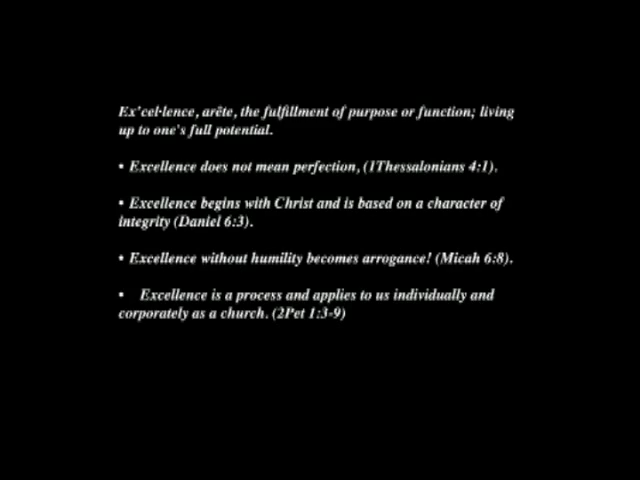 Ex'cel·lence, arête, the fulfillment of purpose or function; living
up to one's full potential.
• Excellence does not mean perfection, (1Thessalonians 4:1).
• Excellence begins with Christ and is based on a character of
integrity (Daniel 6:3).
• Excellence without humility becomes arrogance! (Micah 6:8).
• Excellence is a process and applies to us individually and
corporately as a church. (2Pet 1:3-9)